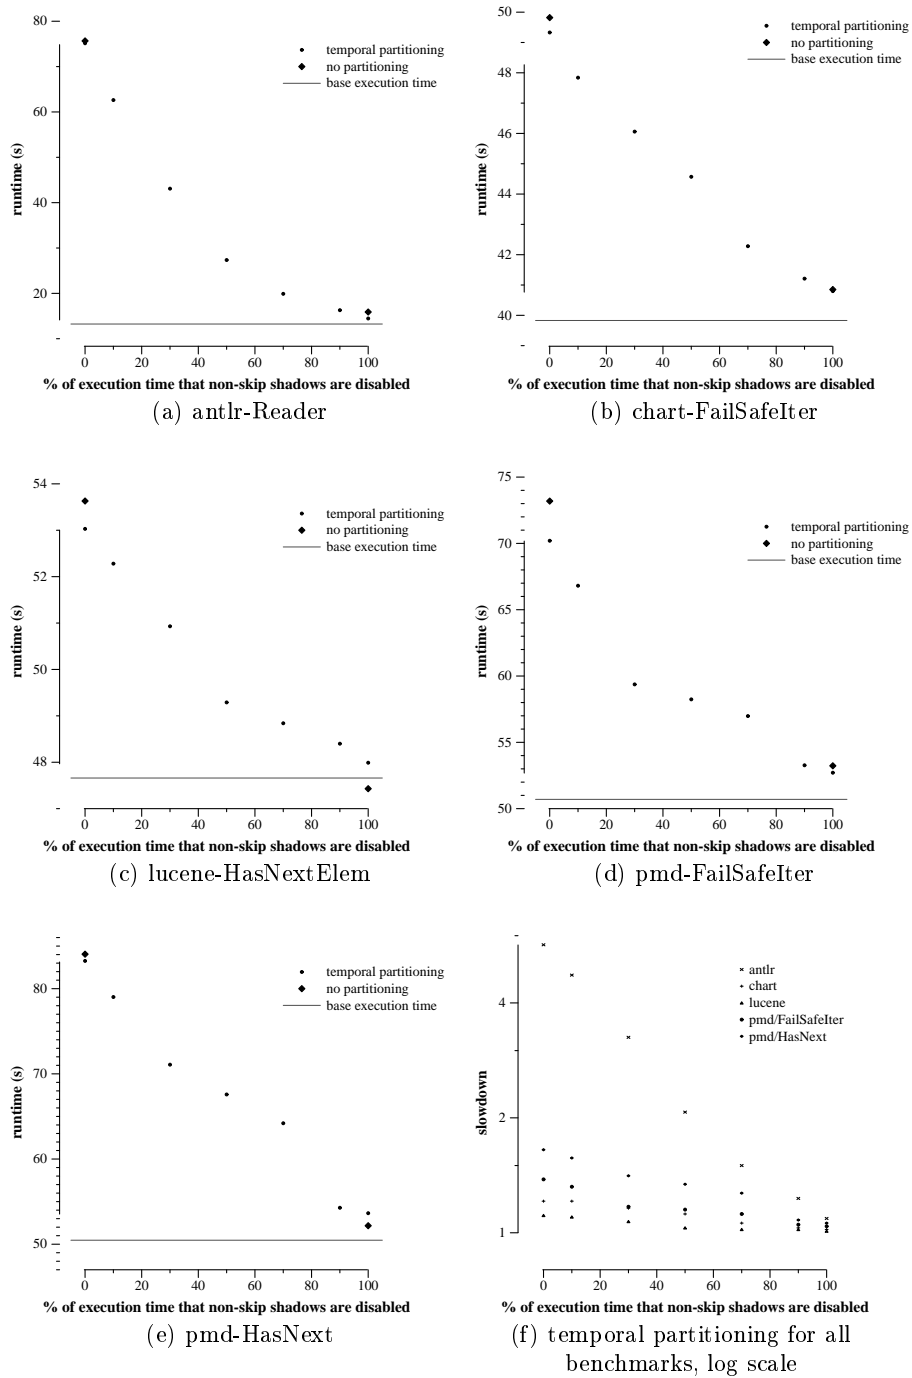 80
60
40
20
runtime (s)
temporal partitioning
no partitioning
base execution time
0 20 40 60 80 100
% of execution time that non-skip shadows are disabled
(a) antlr-Reader
50
48
46
44
42
40
runtime (s)
temporal partitioning
no partitioning
base execution time
0 20 40 60 80 100
% of execution time that non-skip shadows are disabled
(b) chart-FailSafeIter
54
52
50
48
runtime (s)
temporal partitioning
no partitioning
base execution time
0 20 40 60 80 100
% of execution time that non-skip shadows are disabled
(c) lucene-HasNextElem
75
70
65
60
55
50
runtime (s)
temporal partitioning
no partitioning
base execution time
0 20 40 60 80 100
% of execution time that non-skip shadows are disabled
(d) pmd-FailSafeIter
80
70
60
50
runtime (s)
temporal partitioning
no partitioning
base execution time
0 20 40 60 80 100
% of execution time that non-skip shadows are disabled
(e) pmd-HasNext
4
2
1
slowdown
antlr
chart
lucene
pmd/FailSafeIter
pmd/HasNext
0 20 40 60 80 100
% of execution time that non-skip shadows are disabled
(f) temporal partitioning for all
benchmarks, log scale